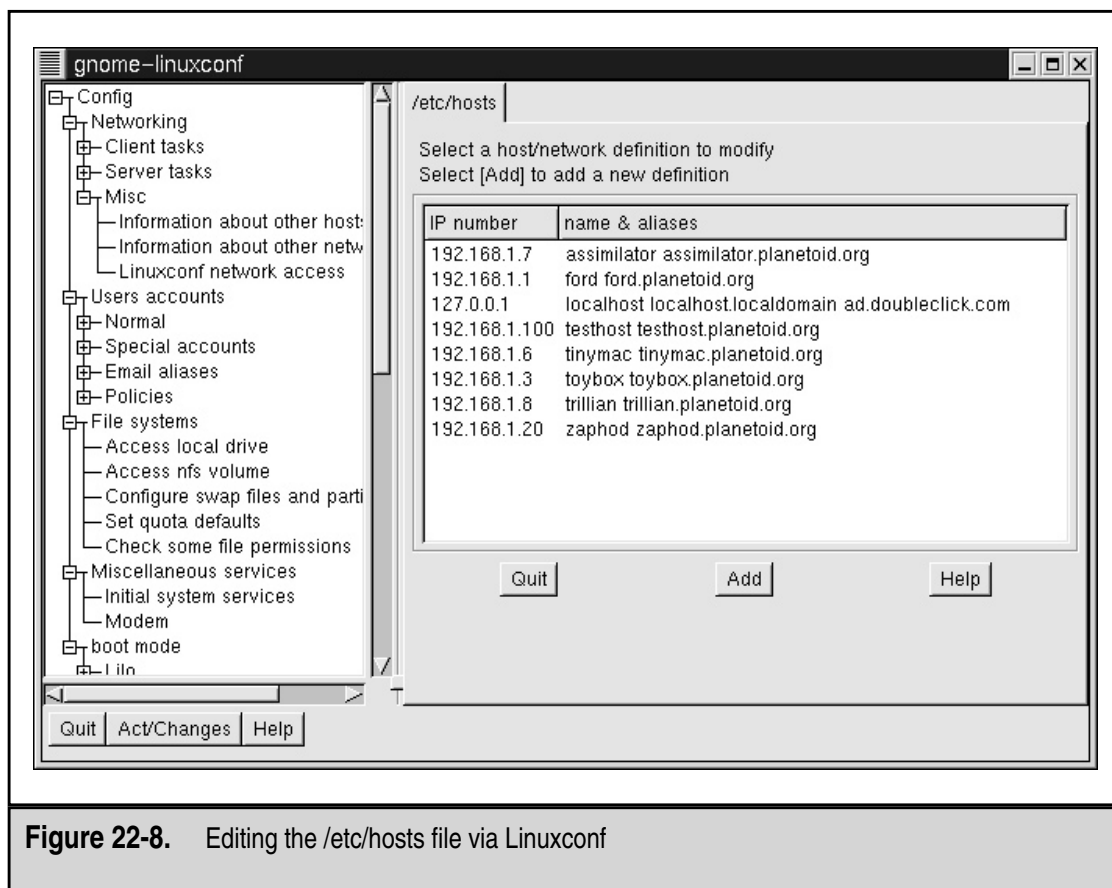 gnome-linuxconf
Config
Networking
Client tasks
Server tasks
Misc
Information about other host
Information about other netw
Linuxconf network access
Users accounts
Normal
Special accounts
Email aliases
Policies
File systems
Access local drive
Access nfs volume
Configure swap files and parti
Set quota defaults
Check some file permissions
Miscellaneous services
Initial system services
Modem
boot mode
Lilo
Quit Act/Changes Help
/etc/hosts
Select a host/network definition to modify
Select [Add] to add a new definition
IP number name & aliases
192.168.1.7 assimilator assimilator.planetoid.org
192.168.1.1 ford ford.planetoid.org
127.0.0.1 localhost localhost.localdomain ad.doubleclick.com
192.168.1.100 testhost testhost.planetoid.org
192.168.1.6 tinymac tinymac.planetoid.org
192.168.1.3 toybox toybox.planetoid.org
192.168.1.8 trillian trillian.planetoid.org
192.168.1.20 zaphod zaphod.planetoid.org
Quit Add Help
Figure 22-8. Editing the /etc/hosts file via Linuxconf